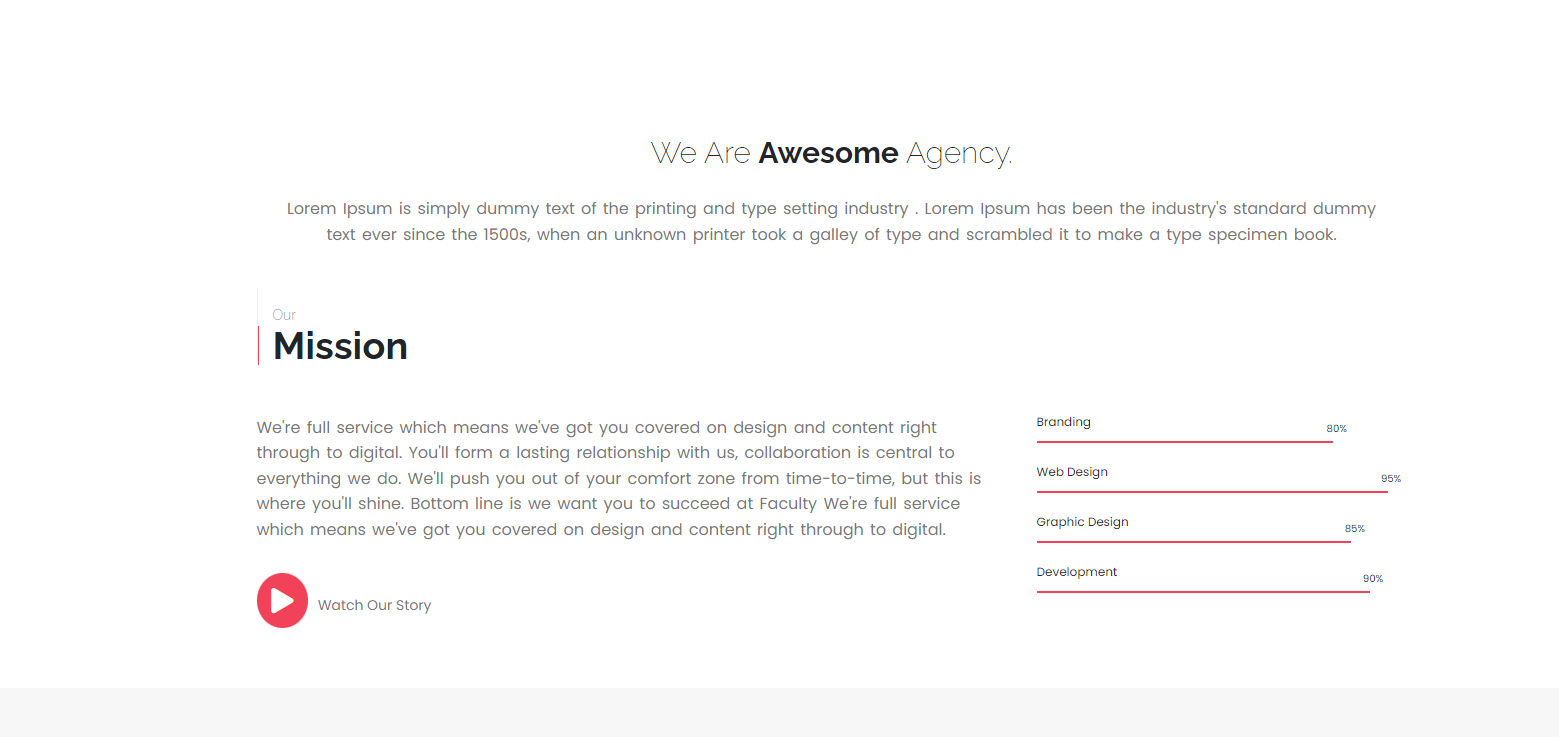 We Are Awesome Agency.
Lorem Ipsum is simply dummy text of the printing and type setting industry . Lorem Ipsum has been the industry's standard dummy
text ever since the 1500s, when an unknown printer took a galley of type and scrambled it to make a type specimen book.
Our
Mission
We're full service which means we've got you covered on design and content right
through to digital. You'll form a lasting relationship with us, collaboration is central to
everything we do. We'll push you out of your comfort zone from time-to-time, but this is
where you'll shine. Bottom line is we want you to succeed at Faculty We're full service
which means we've got you covered on design and content right through to digital.
Watch Our Story
Branding 80%
Web Design 95%
Graphic Design 85%
Development 90%